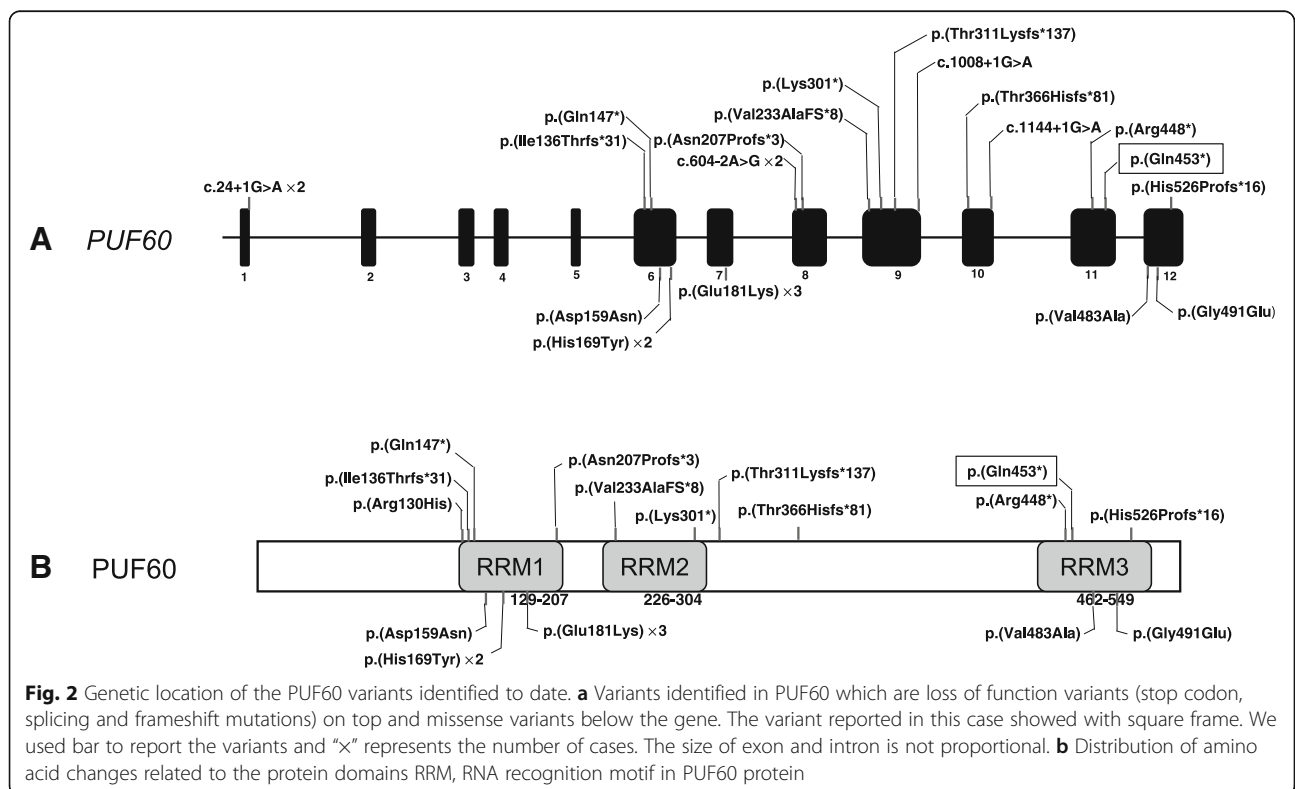 p.(Thr311Lysfs*137)
c.1008+1G>A
p.(Lys301*)
p.(Thr366Hisfs*81)
p.(Gln147*)
p.(Val233AlaFS*8)
p.(Ile136Thrfs*31)
p.(Asn207Profs*3)
c.1144+1G>A
p.(Arg448*)
c.604-2A>G ×2
p.(Gln453*)
c.24+1G>A ×2
p.(His526Profs*16)
A PUF60
1 2 3 4 5 6 7 8 9 10 11 12
p.(Glu181Lys) ×3
p.(Asp159Asn)
p.(Val483Ala)
p.(Gly491Glu)
p.(His169Tyr) ×2
p.(Gln147*)
p.(Asn207Profs*3)
p.(Ile136Thrfs*31)
p.(Thr311Lysfs*137)
p.(Gln453*)
p.(Val233AlaFS*8)
p.(Arg130His)
p.(Arg448*)
p.(Lys301*)
p.(Thr366Hisfs*81)
p.(His526Profs*16)
B PUF60 RRM1 RRM2 RRM3
129-207 226-304 462-549
p.(Asp159Asn)
p.(Glu181Lys) ×3
p.(Val483Ala)
p.(Gly491Glu)
p.(His169Tyr) ×2
Fig. 2 Genetic location of the PUF60 variants identified to date. a Variants identified in PUF60 which are loss of function variants (stop codon,
splicing and frameshift mutations) on top and missense variants below the gene. The variant reported in this case showed with square frame. We
used bar to report the variants and “×” represents the number of cases. The size of exon and intron is not proportional. b Distribution of amino
acid changes related to the protein domains RRM, RNA recognition motif in PUF60 protein